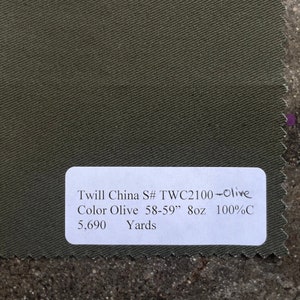 Twill China S# TWC2100-olive
Color Olive 58-59” 8oz 100%C
5,690 Yards